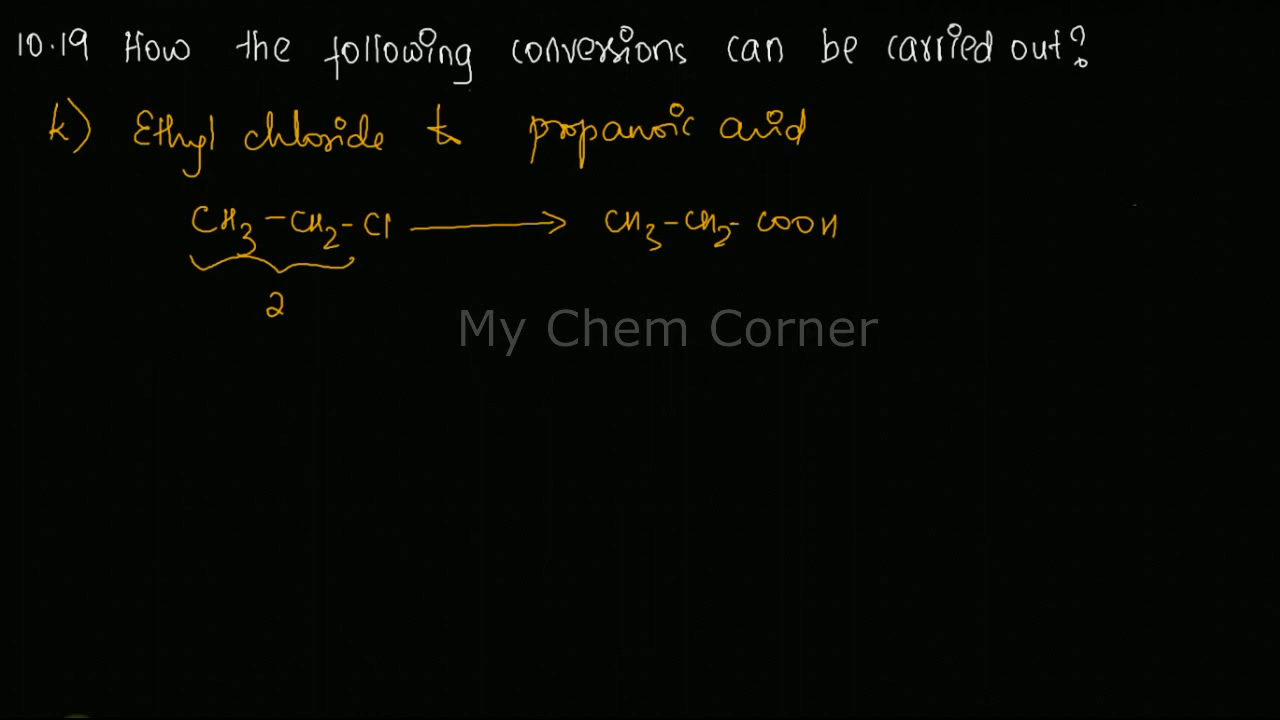 10.19 How the following conversions can be carried out?
k) Ethyl chloride to propanoic acid
CH3-CH2-Cl ⟶ CH3-CH2-COOH
2
My Chem Corner